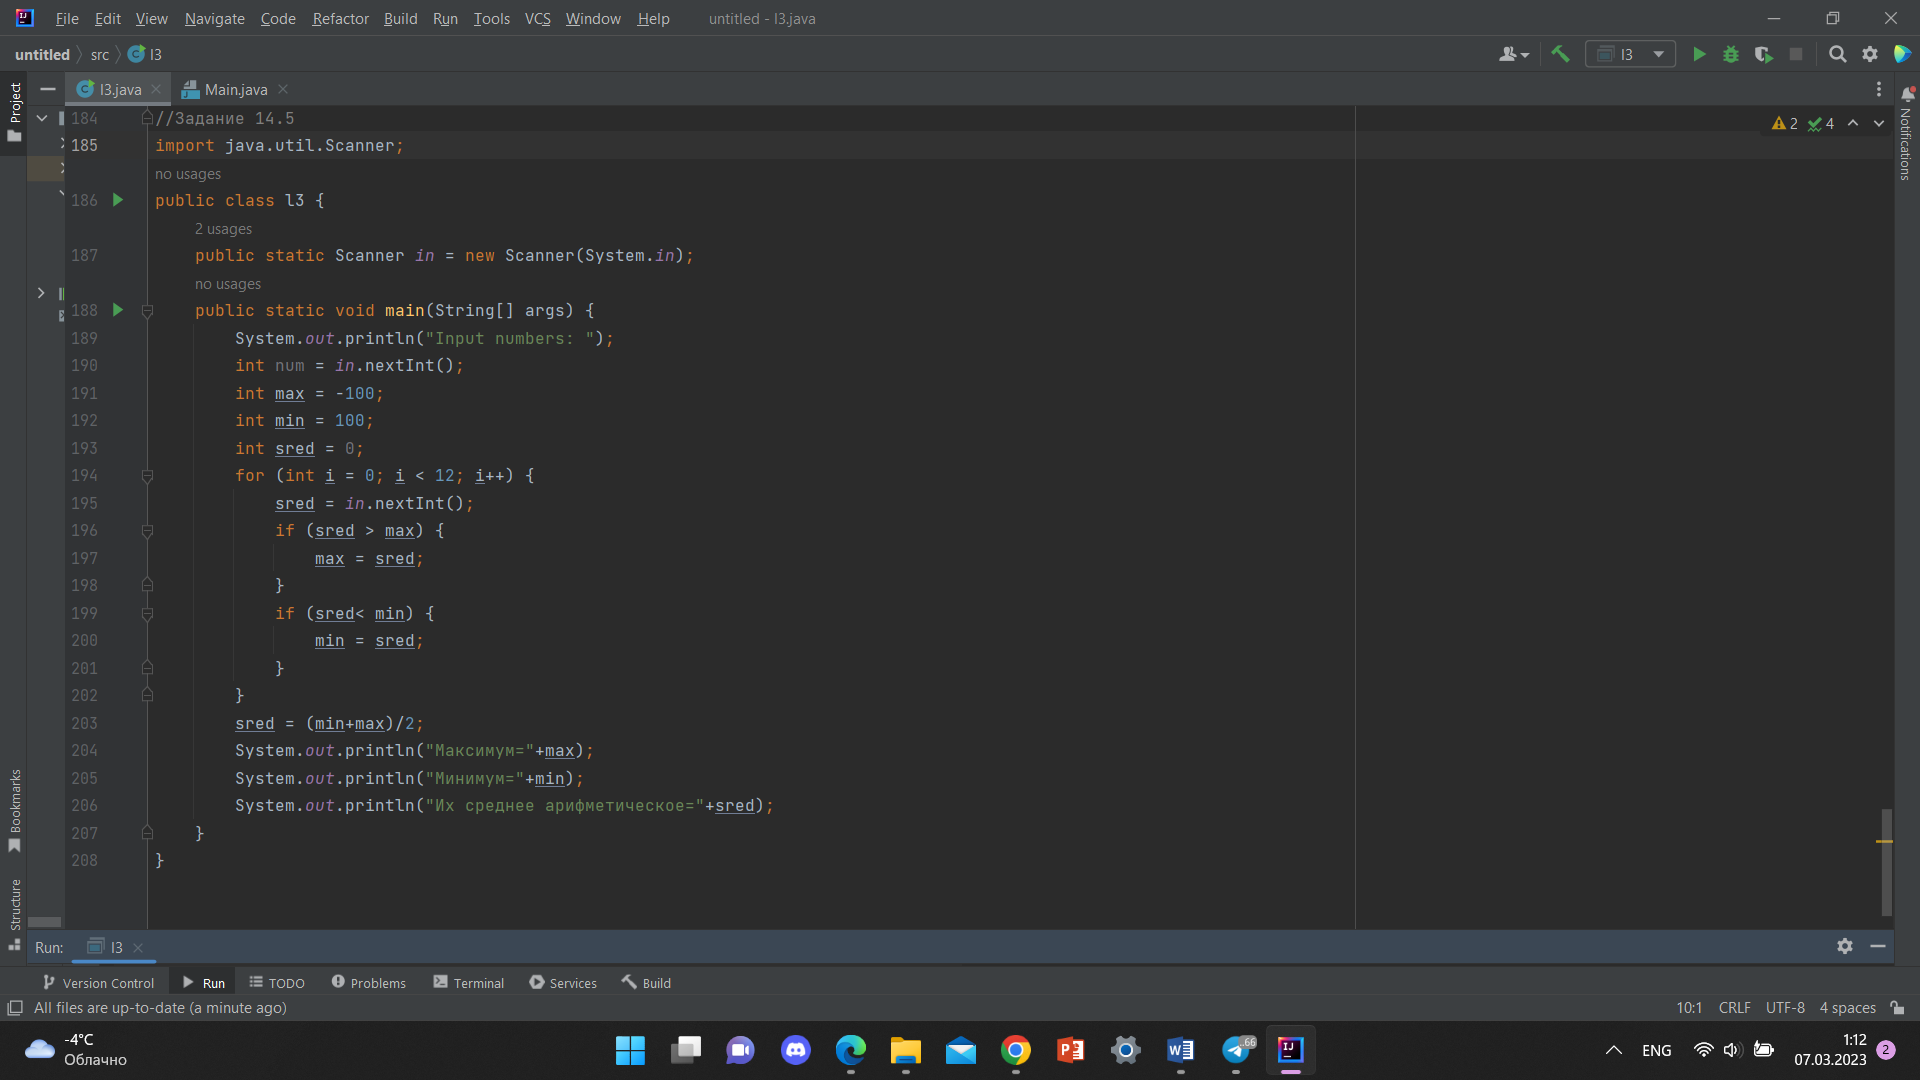 File Edit View Navigate Code Refactor Build Run Tools VCS Window Help untitled - l3.java
untitled src l3 l3
l3.java Main.java
Project
Notifications
184 //Задание 14.5 2 4
185 import java.util.Scanner;
no usages
186 public class l3 {
2 usages
187 public static Scanner in = new Scanner(System.in);
no usages
188 public static void main(String[] args) {
189 System.out.println("Input numbers: ");
190 int num = in.nextInt();
191 int max = -100;
192 int min = 100;
193 int sred = 0;
194 for (int i = 0; i < 12; i++) {
195 sred = in.nextInt();
196 if (sred > max) {
197 max = sred;
198 }
199 if (sred< min) {
200 min = sred;
201 }
202 }
203 sred = (min+max)/2;
204 System.out.println("Максимум="+max);
205 System.out.println("Минимум="+min);
206 System.out.println("Их среднее арифметическое="+sred);
207 }
208 }
Bookmarks
Structure
Run: l3
Version Control Run TODO Problems Terminal Services Build
All files are up-to-date (a minute ago) 10:1 CRLF UTF-8 4 spaces
-4°C
Облачно
..66
ENG
1:12
07.03.2023
2